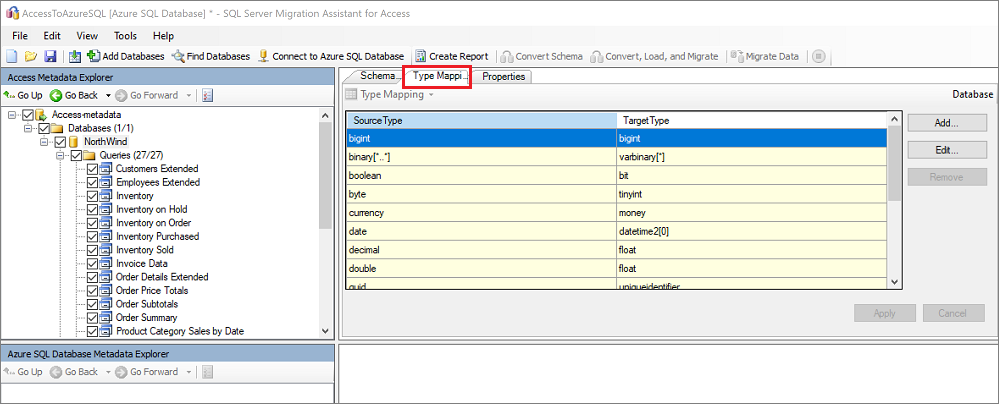 AccessToAzureSQL [Azure SQL Database] * - SQL Server Migration Assistant for Access
File Edit View Tools Help
Add Databases Find Databases Connect to Azure SQL Database Create Report Convert Schema Convert, Load, and Migrate Migrate Data
Access Metadata Explorer
Go Up Go Back Go Forward
Access-metadata
Databases (1/1)
NorthWind
Queries (27/27)
Customers Extended
Employees Extended
Inventory
Inventory on Hold
Inventory on Order
Inventory Purchased
Inventory Sold
Invoice Data
Order Details Extended
Order Price Totals
Order Subtotals
Order Summary
Product Category Sales by Date
Schema... Type Mappi... Properties
Type Mapping Database
SourceType TargetType
bigint bigint
binary[*..*] varbinary[*]
boolean bit
byte tinyint
currency money
date datetime2[0]
decimal float
double float
guid uniqueidentifier
Add...
Edit...
Remove
Apply Cancel
Azure SQL Database Metadata Explorer
Go Up Go Back Go Forward